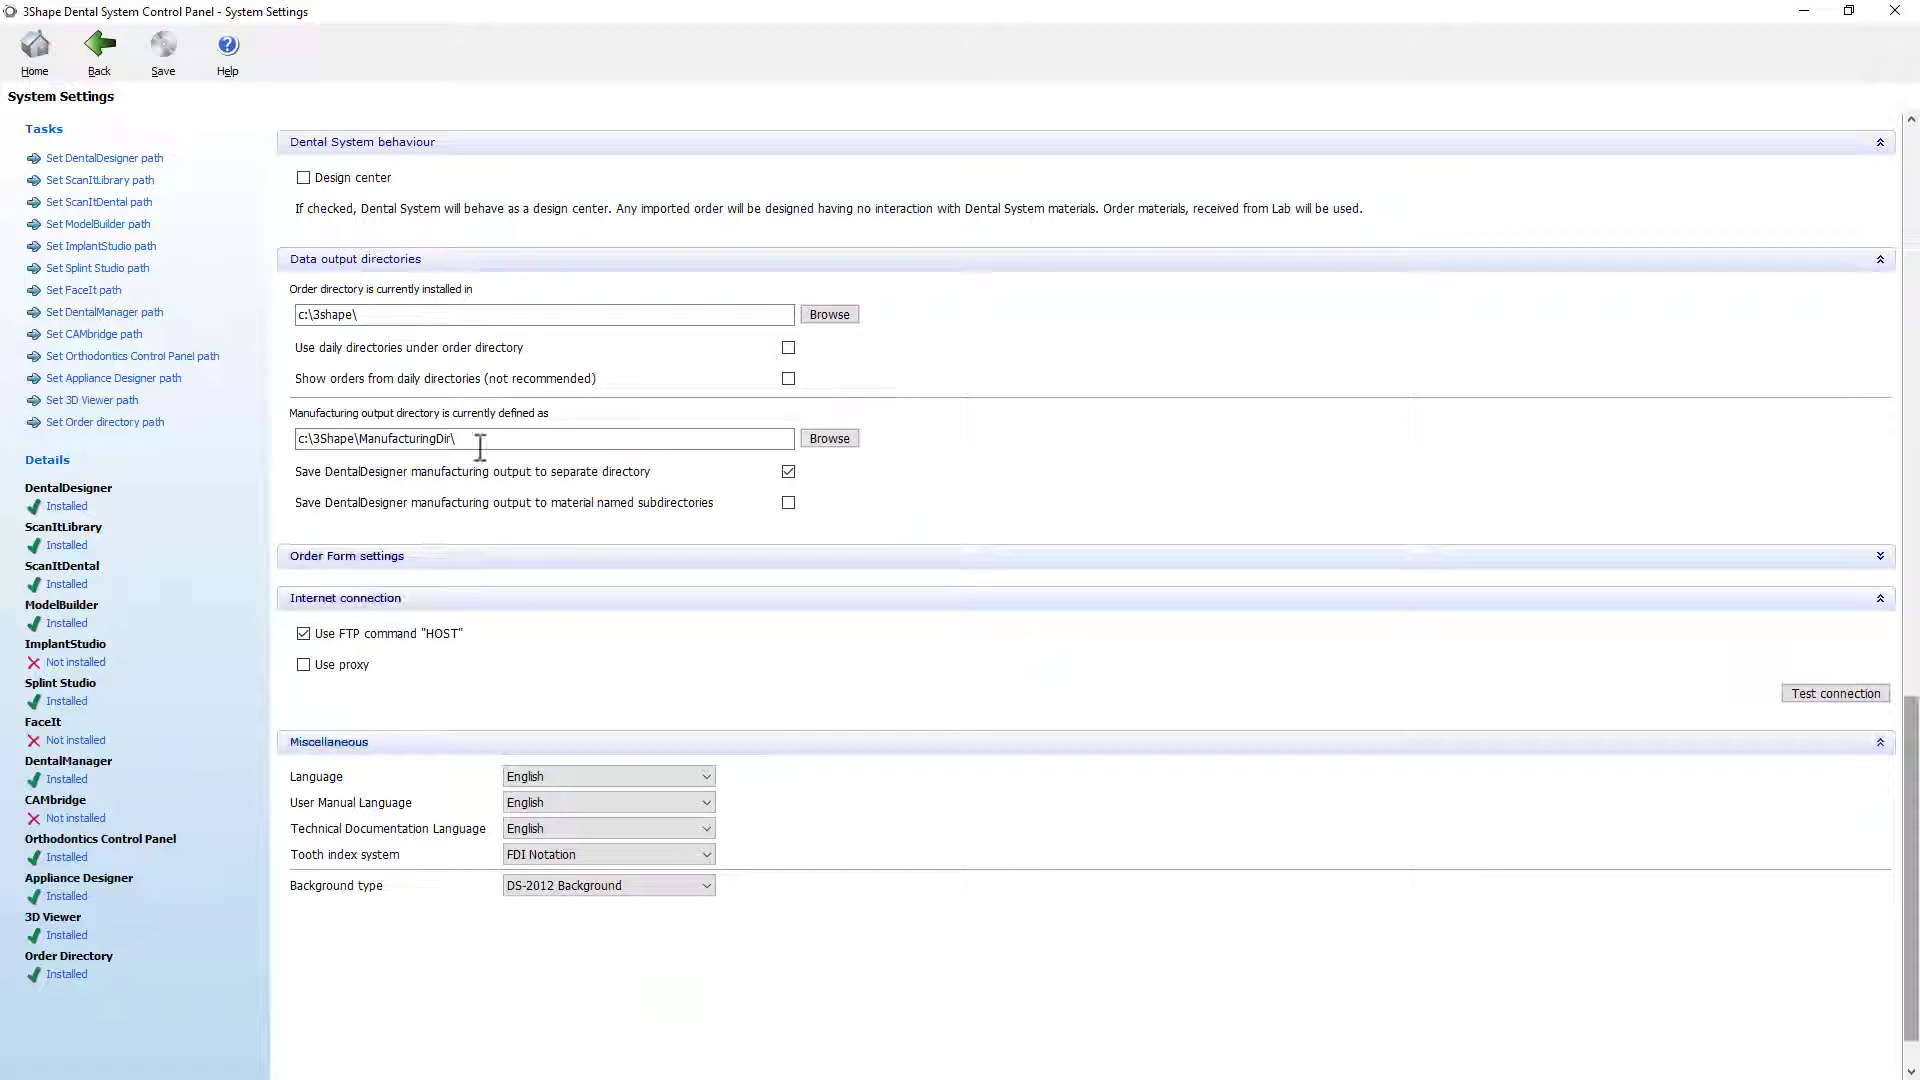 3Shape Dental System Control Panel - System Settings
Home
Back
Save
Help
System Settings
Tasks
Set DentalDesigner path
Set ScanItLibrary path
Set ScanItDental path
Set ModelBuilder path
Set ImplantStudio path
Set Splint Studio path
Set FaceIt path
Set DentalManager path
Set CAMbridge path
Set Orthodontics Control Panel path
Set Appliance Designer path
Set 3D Viewer path
Set Order directory path
Details
DentalDesigner
Installed
ScanItLibrary
Installed
ScanItDental
Installed
ModelBuilder
Installed
ImplantStudio
Not installed
Splint Studio
Installed
FaceIt
Not installed
DentalManager
Installed
CAMbridge
Not installed
Orthodontics Control Panel
Installed
Appliance Designer
Installed
3D Viewer
Installed
Order Directory
Installed
Dental System behaviour
Design center
If checked, Dental System will behave as a design center. Any imported order will be designed having no interaction with Dental System materials. Order materials, received from Lab will be used.
Data output directories
Order directory is currently installed in
c:\3shape\ Browse
Use daily directories under order directory
Show orders from daily directories (not recommended)
Manufacturing output directory is currently defined as
c:\3Shape\ManufacturingDir\ Browse
Save DentalDesigner manufacturing output to separate directory
Save DentalDesigner manufacturing output to material named subdirectories
Order Form settings
Internet connection
Use FTP command "HOST"
Use proxy
Test connection
Miscellaneous
Language English
User Manual Language English
Technical Documentation Language English
Tooth index system FDI Notation
Background type DS-2012 Background